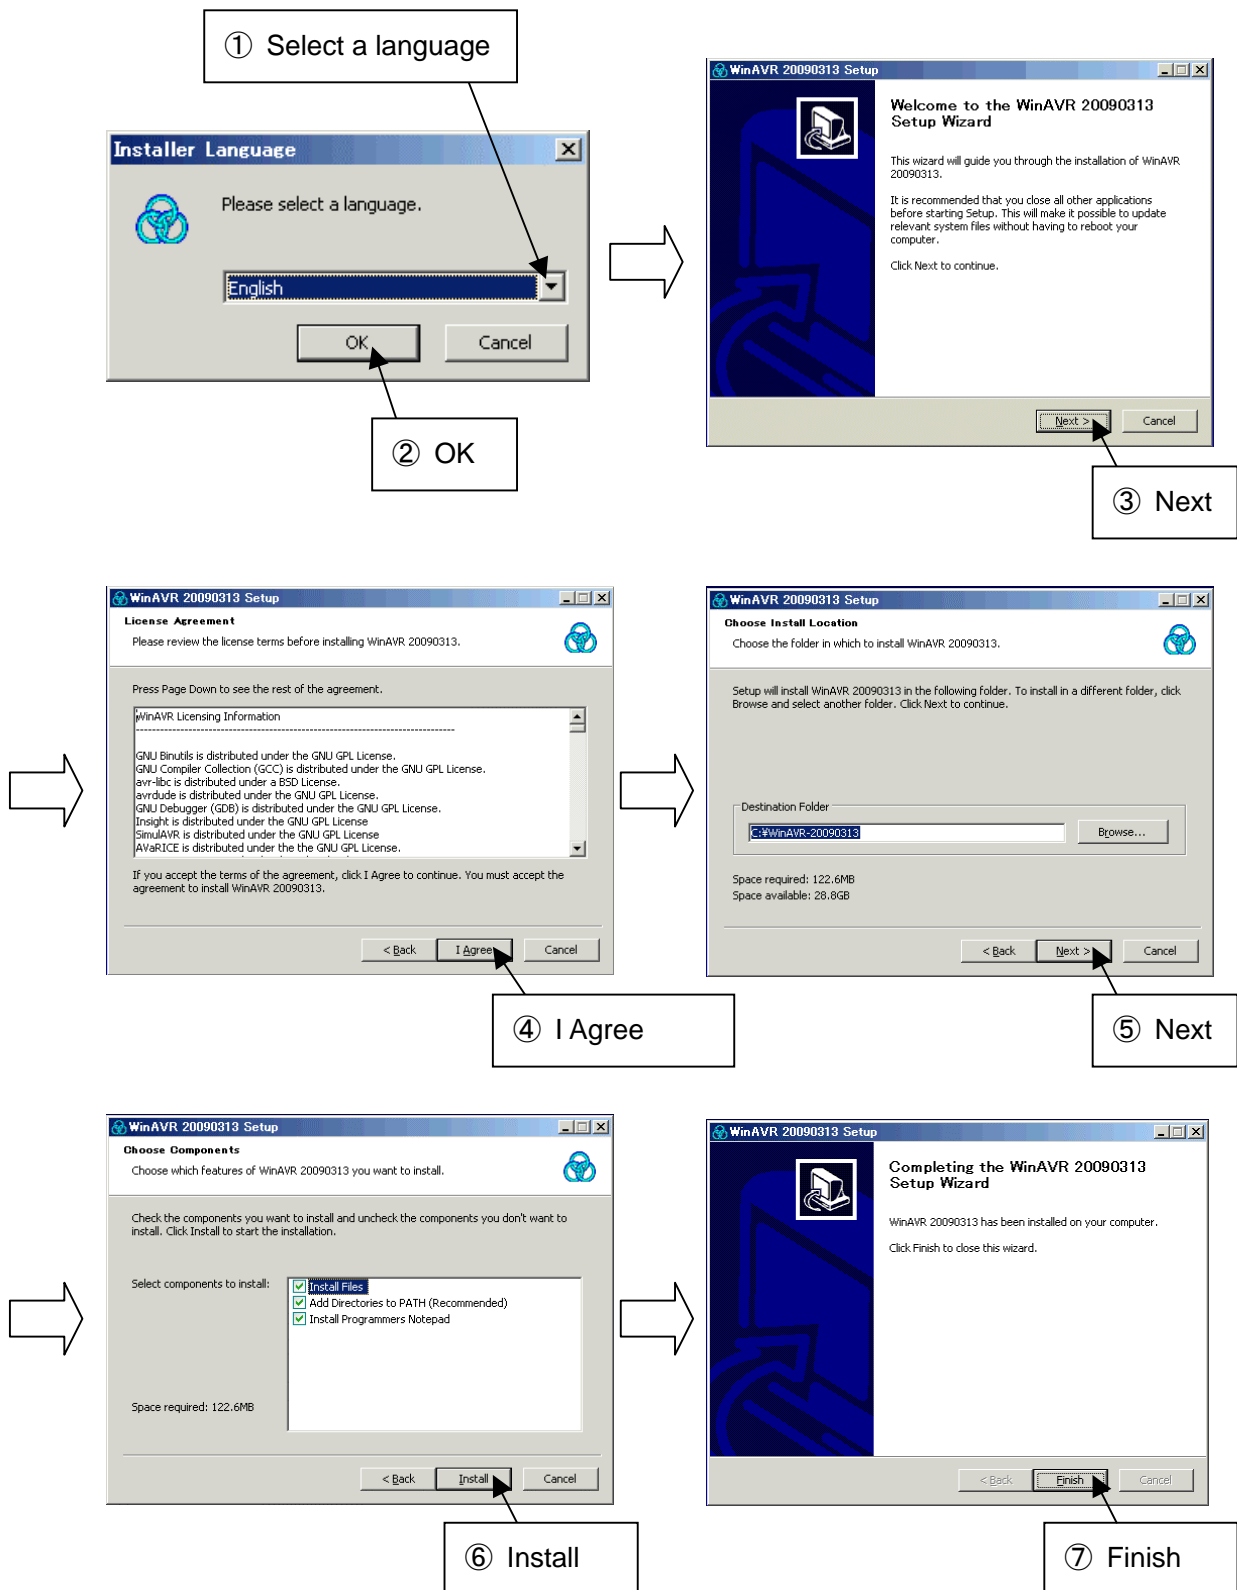 ① Select a language
Installer Language
Please select a language.
English
OK
Cancel
② OK
WinAVR 20090313 Setup
Welcome to the WinAVR 20090313
Setup Wizard
This wizard will guide you through the installation of WinAVR
20090313.
It is recommended that you close all other applications
before starting Setup. This will make it possible to update
relevant system files without having to reboot your
computer.
Click Next to continue.
Next >
Cancel
③ Next
WinAVR 20090313 Setup
License Agreement
Please review the license terms before installing WinAVR 20090313.
Press Page Down to see the rest of the agreement.
WinAVR Licensing Information
--------------------------------------------------------------------------------
GNU Binutils is distributed under the GNU GPL License.
GNU Compiler Collection (GCC) is distributed under the GNU GPL License.
avr-libc is distributed under a BSD License.
avrdude is distributed under the GNU GPL License.
GNU Debugger (GDB) is distributed under the GNU GPL License.
Insight is distributed under the GNU GPL License
SimulAVR is distributed under the GNU GPL License
AVaRICE is distributed under the the GNU GPL License.
If you accept the terms of the agreement, click I Agree to continue. You must accept the
agreement to install WinAVR 20090313.
< Back
I Agree
Cancel
④ I Agree
WinAVR 20090313 Setup
Choose Install Location
Choose the folder in which to install WinAVR 20090313.
Setup will install WinAVR 20090313 in the following folder. To install in a different folder, click
Browse and select another folder. Click Next to continue.
Destination Folder
C:¥WinAVR-20090313
Browse...
Space required: 122.6MB
Space available: 28.8GB
< Back
Next >
Cancel
⑤ Next
WinAVR 20090313 Setup
Choose Components
Choose which features of WinAVR 20090313 you want to install.
Check the components you want to install and uncheck the components you don't want to
install. Click Install to start the installation.
Select components to install:
Install Files
Add Directories to PATH (Recommended)
Install Programmers Notepad
Space required: 122.6MB
< Back
Install
Cancel
⑥ Install
WinAVR 20090313 Setup
Completing the WinAVR 20090313
Setup Wizard
WinAVR 20090313 has been installed on your computer.
Click Finish to close this wizard.
< Back
Finish
Cancel
⑦ Finish